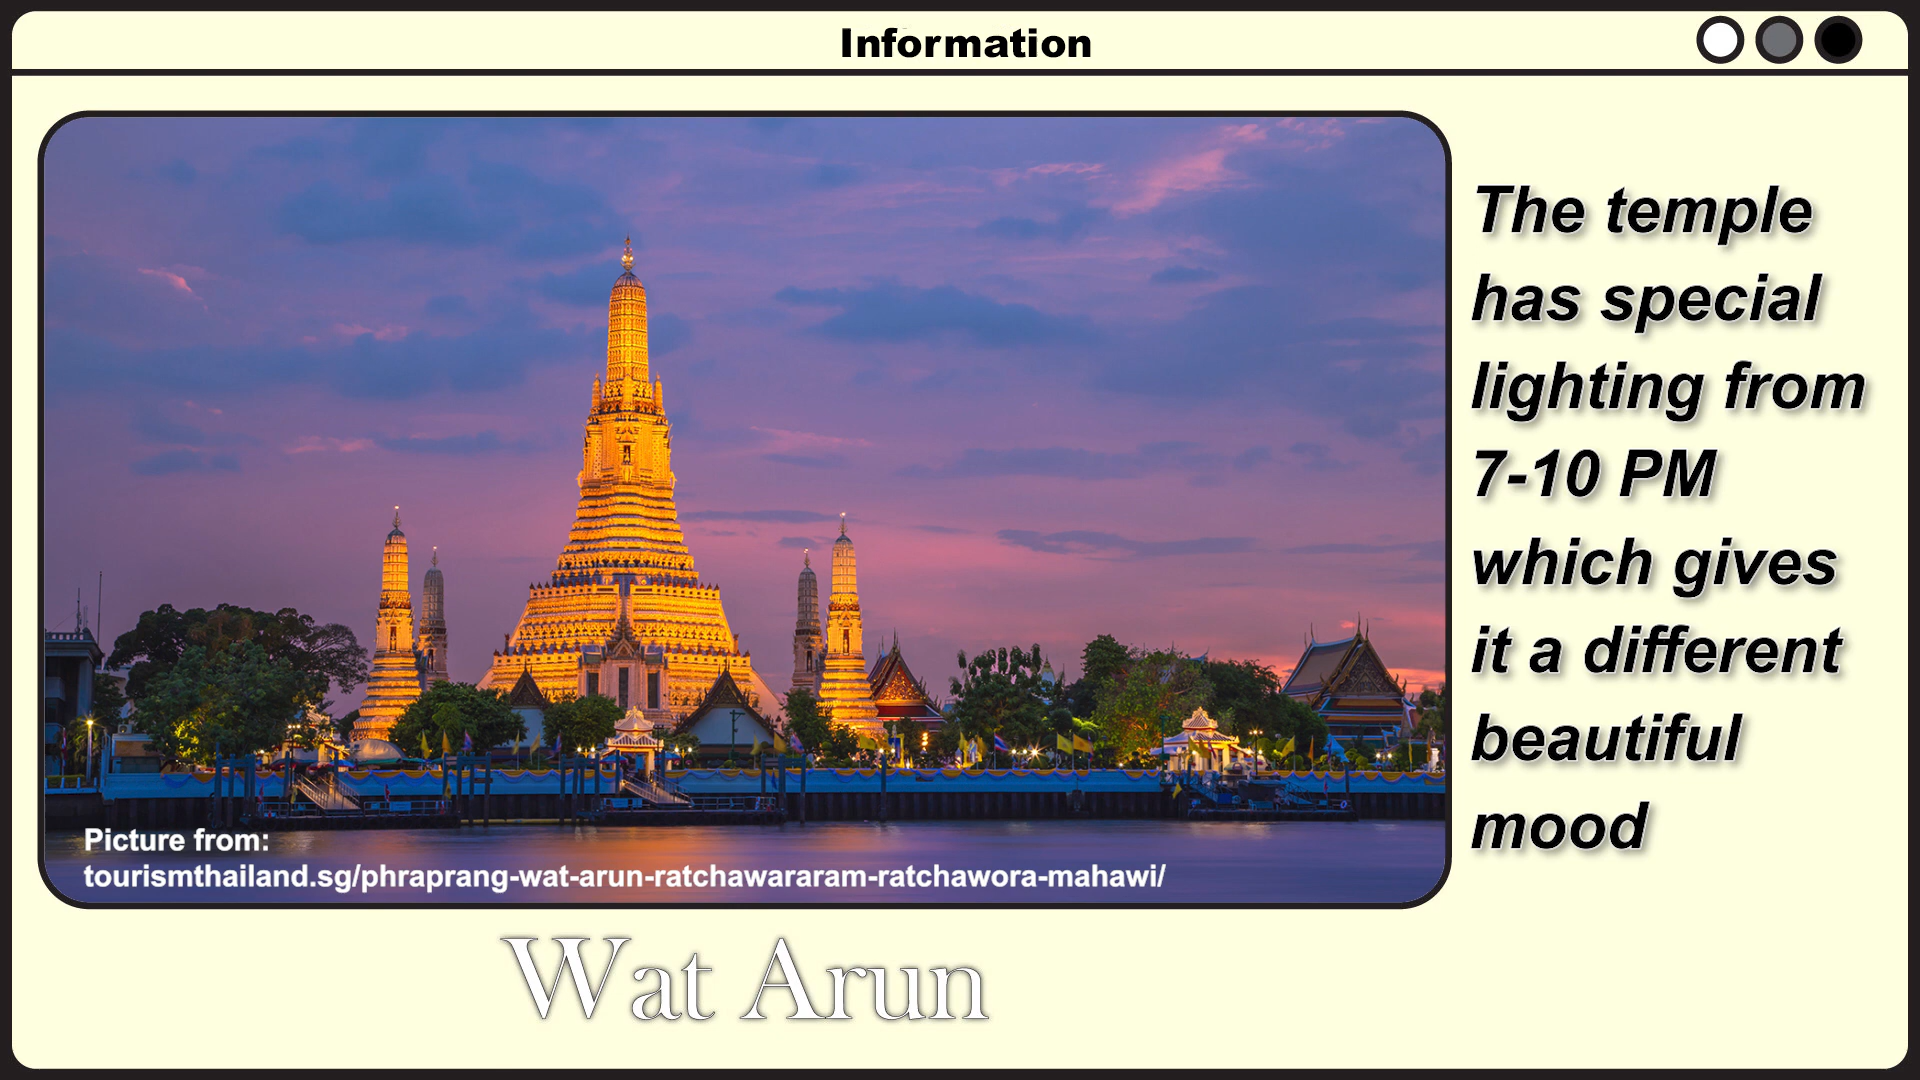 Information
The temple
has special
lighting from
7-10 PM
which gives
it a different
beautiful
mood
Picture from:
tourismthailand.sg/phraprang-wat-arun-ratchawararam-ratchawora-mahawi/
Wat Arun